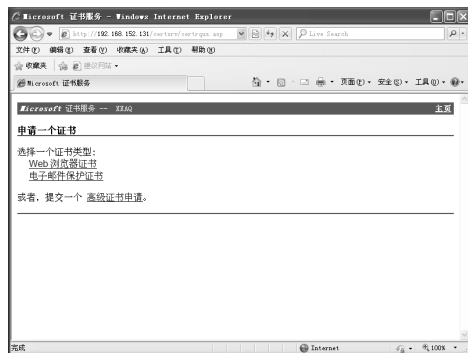 Microsoft 证书服务 - Windows Internet Explorer
http://192.168.152.131/certsrv/certrqus.asp
Live Search
文件(F) 编辑(E) 查看(V) 收藏夹(A) 工具(T) 帮助(H)
收藏夹 建议网站
Microsoft 证书服务
页面(P) 安全(S) 工具(O)
Microsoft 证书服务 -- XXAQ 主页
申请一个证书
选择一个证书类型:
Web 浏览器证书
电子邮件保护证书
或者，提交一个 高级证书申请。
完成 Internet 100%